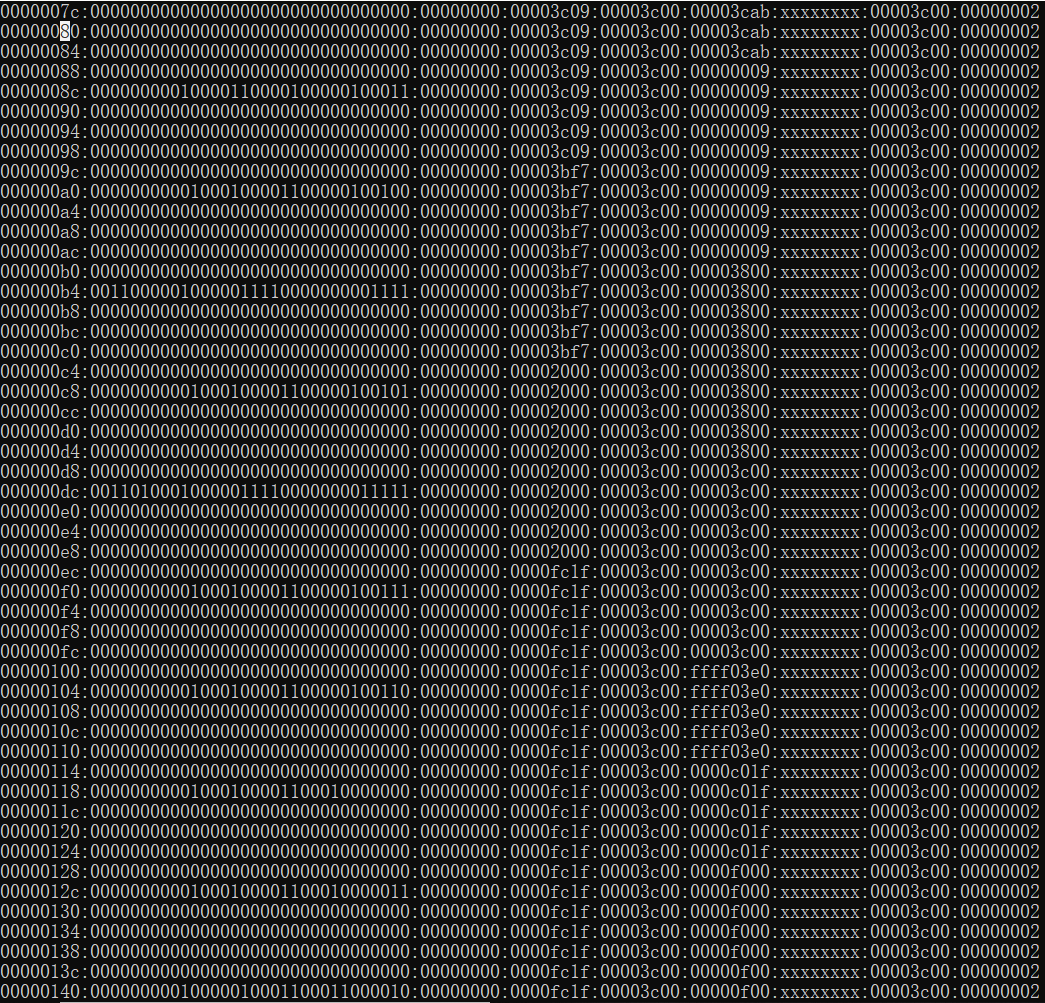 0000007c:00000000000000000000000000000000:00000000:00003c09:00003c00:00003cab:xxxxxxxx:00003c00:00000002
00000080:00000000000000000000000000000000:00000000:00003c09:00003c00:00003cab:xxxxxxxx:00003c00:00000002
00000084:00000000000000000000000000000000:00000000:00003c09:00003c00:00003cab:xxxxxxxx:00003c00:00000002
00000088:00000000000000000000000000000000:00000000:00003c09:00003c00:00000009:xxxxxxxx:00003c00:00000002
0000008c:00000000010000110000100000100011:00000000:00003c09:00003c00:00000009:xxxxxxxx:00003c00:00000002
00000090:00000000000000000000000000000000:00000000:00003c09:00003c00:00000009:xxxxxxxx:00003c00:00000002
00000094:00000000000000000000000000000000:00000000:00003c09:00003c00:00000009:xxxxxxxx:00003c00:00000002
00000098:00000000000000000000000000000000:00000000:00003c09:00003c00:00000009:xxxxxxxx:00003c00:00000002
0000009c:00000000000000000000000000000000:00000000:00003bf7:00003c00:00000009:xxxxxxxx:00003c00:00000002
000000a0:00000000001000100001100000100100:00000000:00003bf7:00003c00:00000009:xxxxxxxx:00003c00:00000002
000000a4:00000000000000000000000000000000:00000000:00003bf7:00003c00:00000009:xxxxxxxx:00003c00:00000002
000000a8:00000000000000000000000000000000:00000000:00003bf7:00003c00:00000009:xxxxxxxx:00003c00:00000002
000000ac:00000000000000000000000000000000:00000000:00003bf7:00003c00:00000009:xxxxxxxx:00003c00:00000002
000000b0:00000000000000000000000000000000:00000000:00003bf7:00003c00:00003800:xxxxxxxx:00003c00:00000002
000000b4:00110000010000011110000000001111:00000000:00003bf7:00003c00:00003800:xxxxxxxx:00003c00:00000002
000000b8:00000000000000000000000000000000:00000000:00003bf7:00003c00:00003800:xxxxxxxx:00003c00:00000002
000000bc:00000000000000000000000000000000:00000000:00003bf7:00003c00:00003800:xxxxxxxx:00003c00:00000002
000000c0:00000000000000000000000000000000:00000000:00003bf7:00003c00:00003800:xxxxxxxx:00003c00:00000002
000000c4:00000000000000000000000000000000:00000000:00002000:00003c00:00003800:xxxxxxxx:00003c00:00000002
000000c8:00000000001000100001100000100101:00000000:00002000:00003c00:00003800:xxxxxxxx:00003c00:00000002
000000cc:00000000000000000000000000000000:00000000:00002000:00003c00:00003800:xxxxxxxx:00003c00:00000002
000000d0:00000000000000000000000000000000:00000000:00002000:00003c00:00003800:xxxxxxxx:00003c00:00000002
000000d4:00000000000000000000000000000000:00000000:00002000:00003c00:00003800:xxxxxxxx:00003c00:00000002
000000d8:00000000000000000000000000000000:00000000:00002000:00003c00:00003c00:xxxxxxxx:00003c00:00000002
000000dc:00110100010000011110000000011111:00000000:00002000:00003c00:00003c00:xxxxxxxx:00003c00:00000002
000000e0:00000000000000000000000000000000:00000000:00002000:00003c00:00003c00:xxxxxxxx:00003c00:00000002
000000e4:00000000000000000000000000000000:00000000:00002000:00003c00:00003c00:xxxxxxxx:00003c00:00000002
000000e8:00000000000000000000000000000000:00000000:00002000:00003c00:00003c00:xxxxxxxx:00003c00:00000002
000000ec:00000000000000000000000000000000:00000000:0000fc1f:00003c00:00003c00:xxxxxxxx:00003c00:00000002
000000f0:00000000001000100001100000100111:00000000:0000fc1f:00003c00:00003c00:xxxxxxxx:00003c00:00000002
000000f4:00000000000000000000000000000000:00000000:0000fc1f:00003c00:00003c00:xxxxxxxx:00003c00:00000002
000000f8:00000000000000000000000000000000:00000000:0000fc1f:00003c00:00003c00:xxxxxxxx:00003c00:00000002
000000fc:00000000000000000000000000000000:00000000:0000fc1f:00003c00:00003c00:xxxxxxxx:00003c00:00000002
00000100:00000000000000000000000000000000:00000000:0000fc1f:00003c00:ffff03e0:xxxxxxxx:00003c00:00000002
00000104:00000000001000100001100000100110:00000000:0000fc1f:00003c00:ffff03e0:xxxxxxxx:00003c00:00000002
00000108:00000000000000000000000000000000:00000000:0000fc1f:00003c00:ffff03e0:xxxxxxxx:00003c00:00000002
0000010c:00000000000000000000000000000000:00000000:0000fc1f:00003c00:ffff03e0:xxxxxxxx:00003c00:00000002
00000110:00000000000000000000000000000000:00000000:0000fc1f:00003c00:ffff03e0:xxxxxxxx:00003c00:00000002
00000114:00000000000000000000000000000000:00000000:0000fc1f:00003c00:0000c01f:xxxxxxxx:00003c00:00000002
00000118:00000000001000100001100010000000:00000000:0000fc1f:00003c00:0000c01f:xxxxxxxx:00003c00:00000002
0000011c:00000000000000000000000000000000:00000000:0000fc1f:00003c00:0000c01f:xxxxxxxx:00003c00:00000002
00000120:00000000000000000000000000000000:00000000:0000fc1f:00003c00:0000c01f:xxxxxxxx:00003c00:00000002
00000124:00000000000000000000000000000000:00000000:0000fc1f:00003c00:0000c01f:xxxxxxxx:00003c00:00000002
00000128:00000000000000000000000000000000:00000000:0000fc1f:00003c00:0000f000:xxxxxxxx:00003c00:00000002
0000012c:00000000001000100001100010000011:00000000:0000fc1f:00003c00:0000f000:xxxxxxxx:00003c00:00000002
00000130:00000000000000000000000000000000:00000000:0000fc1f:00003c00:0000f000:xxxxxxxx:00003c00:00000002
00000134:00000000000000000000000000000000:00000000:0000fc1f:00003c00:0000f000:xxxxxxxx:00003c00:00000002
00000138:00000000000000000000000000000000:00000000:0000fc1f:00003c00:0000f000:xxxxxxxx:00003c00:00000002
0000013c:00000000000000000000000000000000:00000000:0000fc1f:00003c00:00000f00:xxxxxxxx:00003c00:00000002
00000140:00000000010000010001100011000010:00000000:0000fc1f:00003c00:00000f00:xxxxxxxx:00003c00:00000002